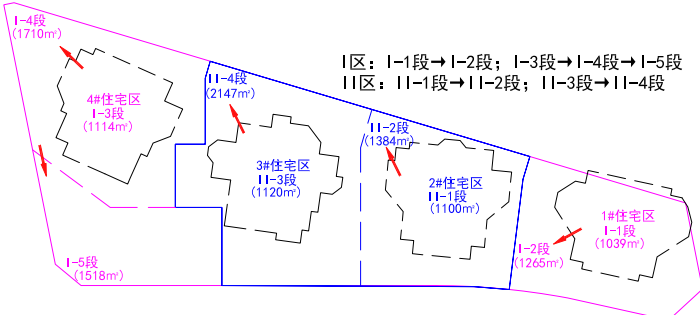 I-4段
(1710㎡)
I区：I-1段→I-2段；I-3段→I-4段→I-5段
II区：II-1段→II-2段；II-3段→II-4段
II-4段
(2147㎡)
4#住宅区
I-3段
(1114㎡)
II-2段
(1384㎡)
3#住宅区
II-3段
(1120㎡)
2#住宅区
II-1段
(1100㎡)
1#住宅区
I-1段
(1039㎡)
I-2段
(1265㎡)
I-5段
(1518㎡)